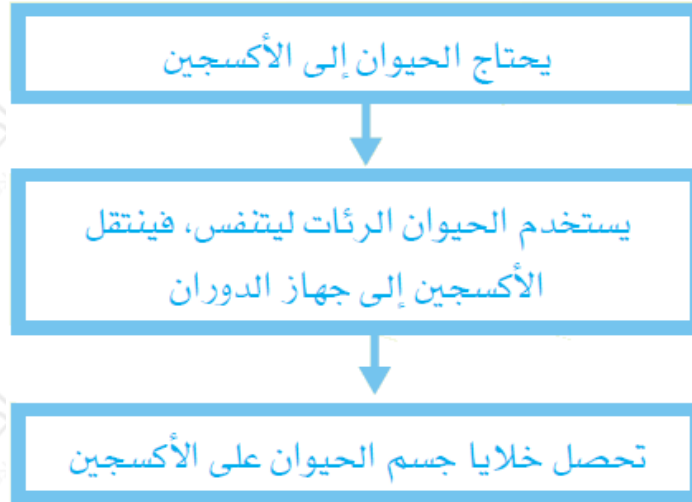 يحتاج الحيوان إلى الأكسجين
يستخدم الحيوان الرئات ليتنفس، فينتقل
الأكسجين إلى جهاز الدوران
تحصل خلايا جسم الحيوان على الأكسجين